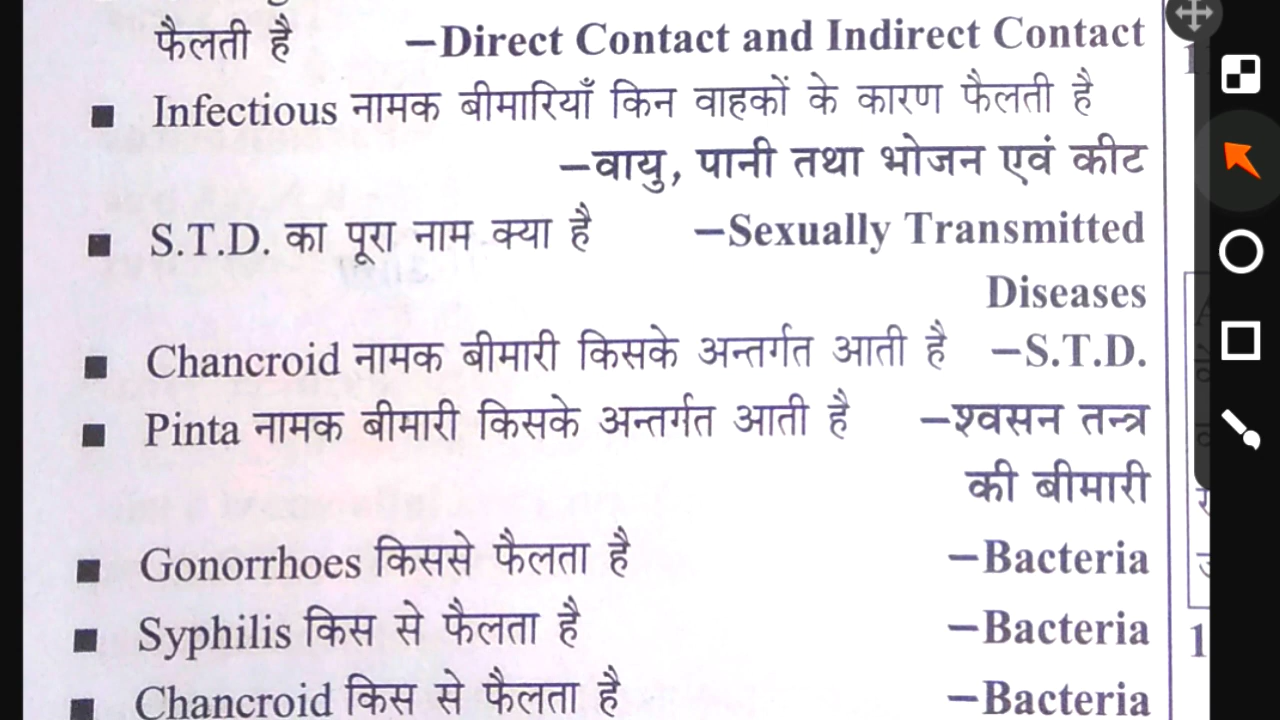 फैलती है –Direct Contact and Indirect Contact
■ Infectious नामक बीमारियाँ किन वाहकों के कारण फैलती है
–वायु, पानी तथा भोजन एवं कीट
■ S.T.D. का पूरा नाम क्या है –Sexually Transmitted
Diseases
■ Chancroid नामक बीमारी किसके अन्तर्गत आती है –S.T.D.
■ Pinta नामक बीमारी किसके अन्तर्गत आती है –श्वसन तन्त्र
की बीमारी
■ Gonorrhoes किससे फैलता है –Bacteria
■ Syphilis किस से फैलता है –Bacteria
■ Chancroid किस से फैलता है –Bacteria